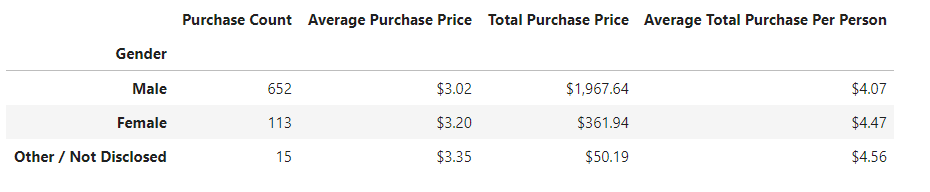 Purchase Count Average Purchase Price Total Purchase Price Average Total Purchase Per Person
Gender
Male 652 $3.02 $1,967.64 $4.07
Female 113 $3.20 $361.94 $4.47
Other / Not Disclosed 15 $3.35 $50.19 $4.56